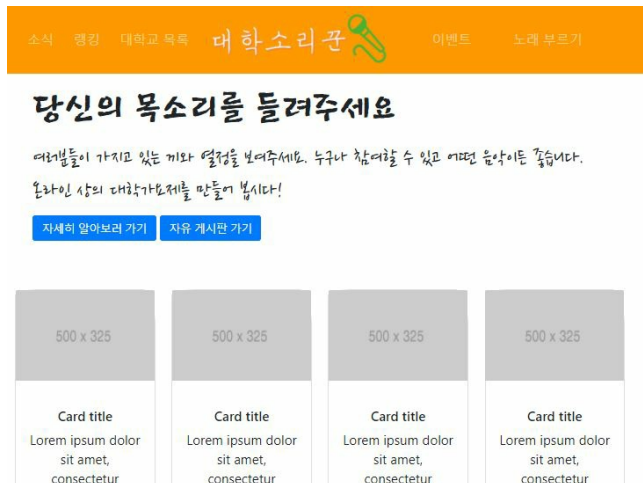 소식 랭킹 대학교 목록 대학소리꾼 이벤트 노래 부르기
당신의 목소리를 들려주세요
여러분들이 가지고 있는 끼와 열정을 보여주세요. 누구나 참여할 수 있고 어떤 음악이든 좋습니다.
온라인 상의 대학가요제를 만들어 봅시다!
자세히 알아보러 가기 자유 게시판 가기
500 x 325 500 x 325 500 x 325 500 x 325
Card title Card title Card title Card title
Lorem ipsum dolor Lorem ipsum dolor Lorem ipsum dolor Lorem ipsum dolor
sit amet, sit amet, sit amet, sit amet,
consectetur consectetur consectetur consectetur